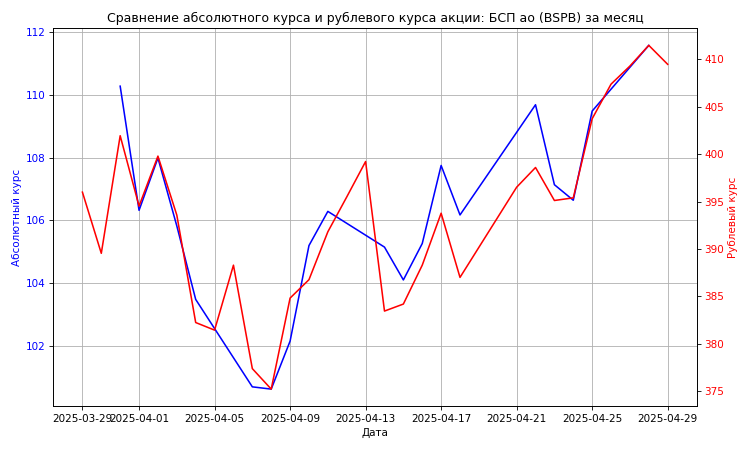 Сравнение абсолютного курса и рублевого курса акции: БСП ао (BSPB) за месяц
112
110
108
106
104
102
Абсолютный курс
410
405
400
395
390
385
380
375
Рублевый курс
2025-03-29 2025-04-01 2025-04-05 2025-04-09 2025-04-13 2025-04-17 2025-04-21 2025-04-25 2025-04-29
Дата